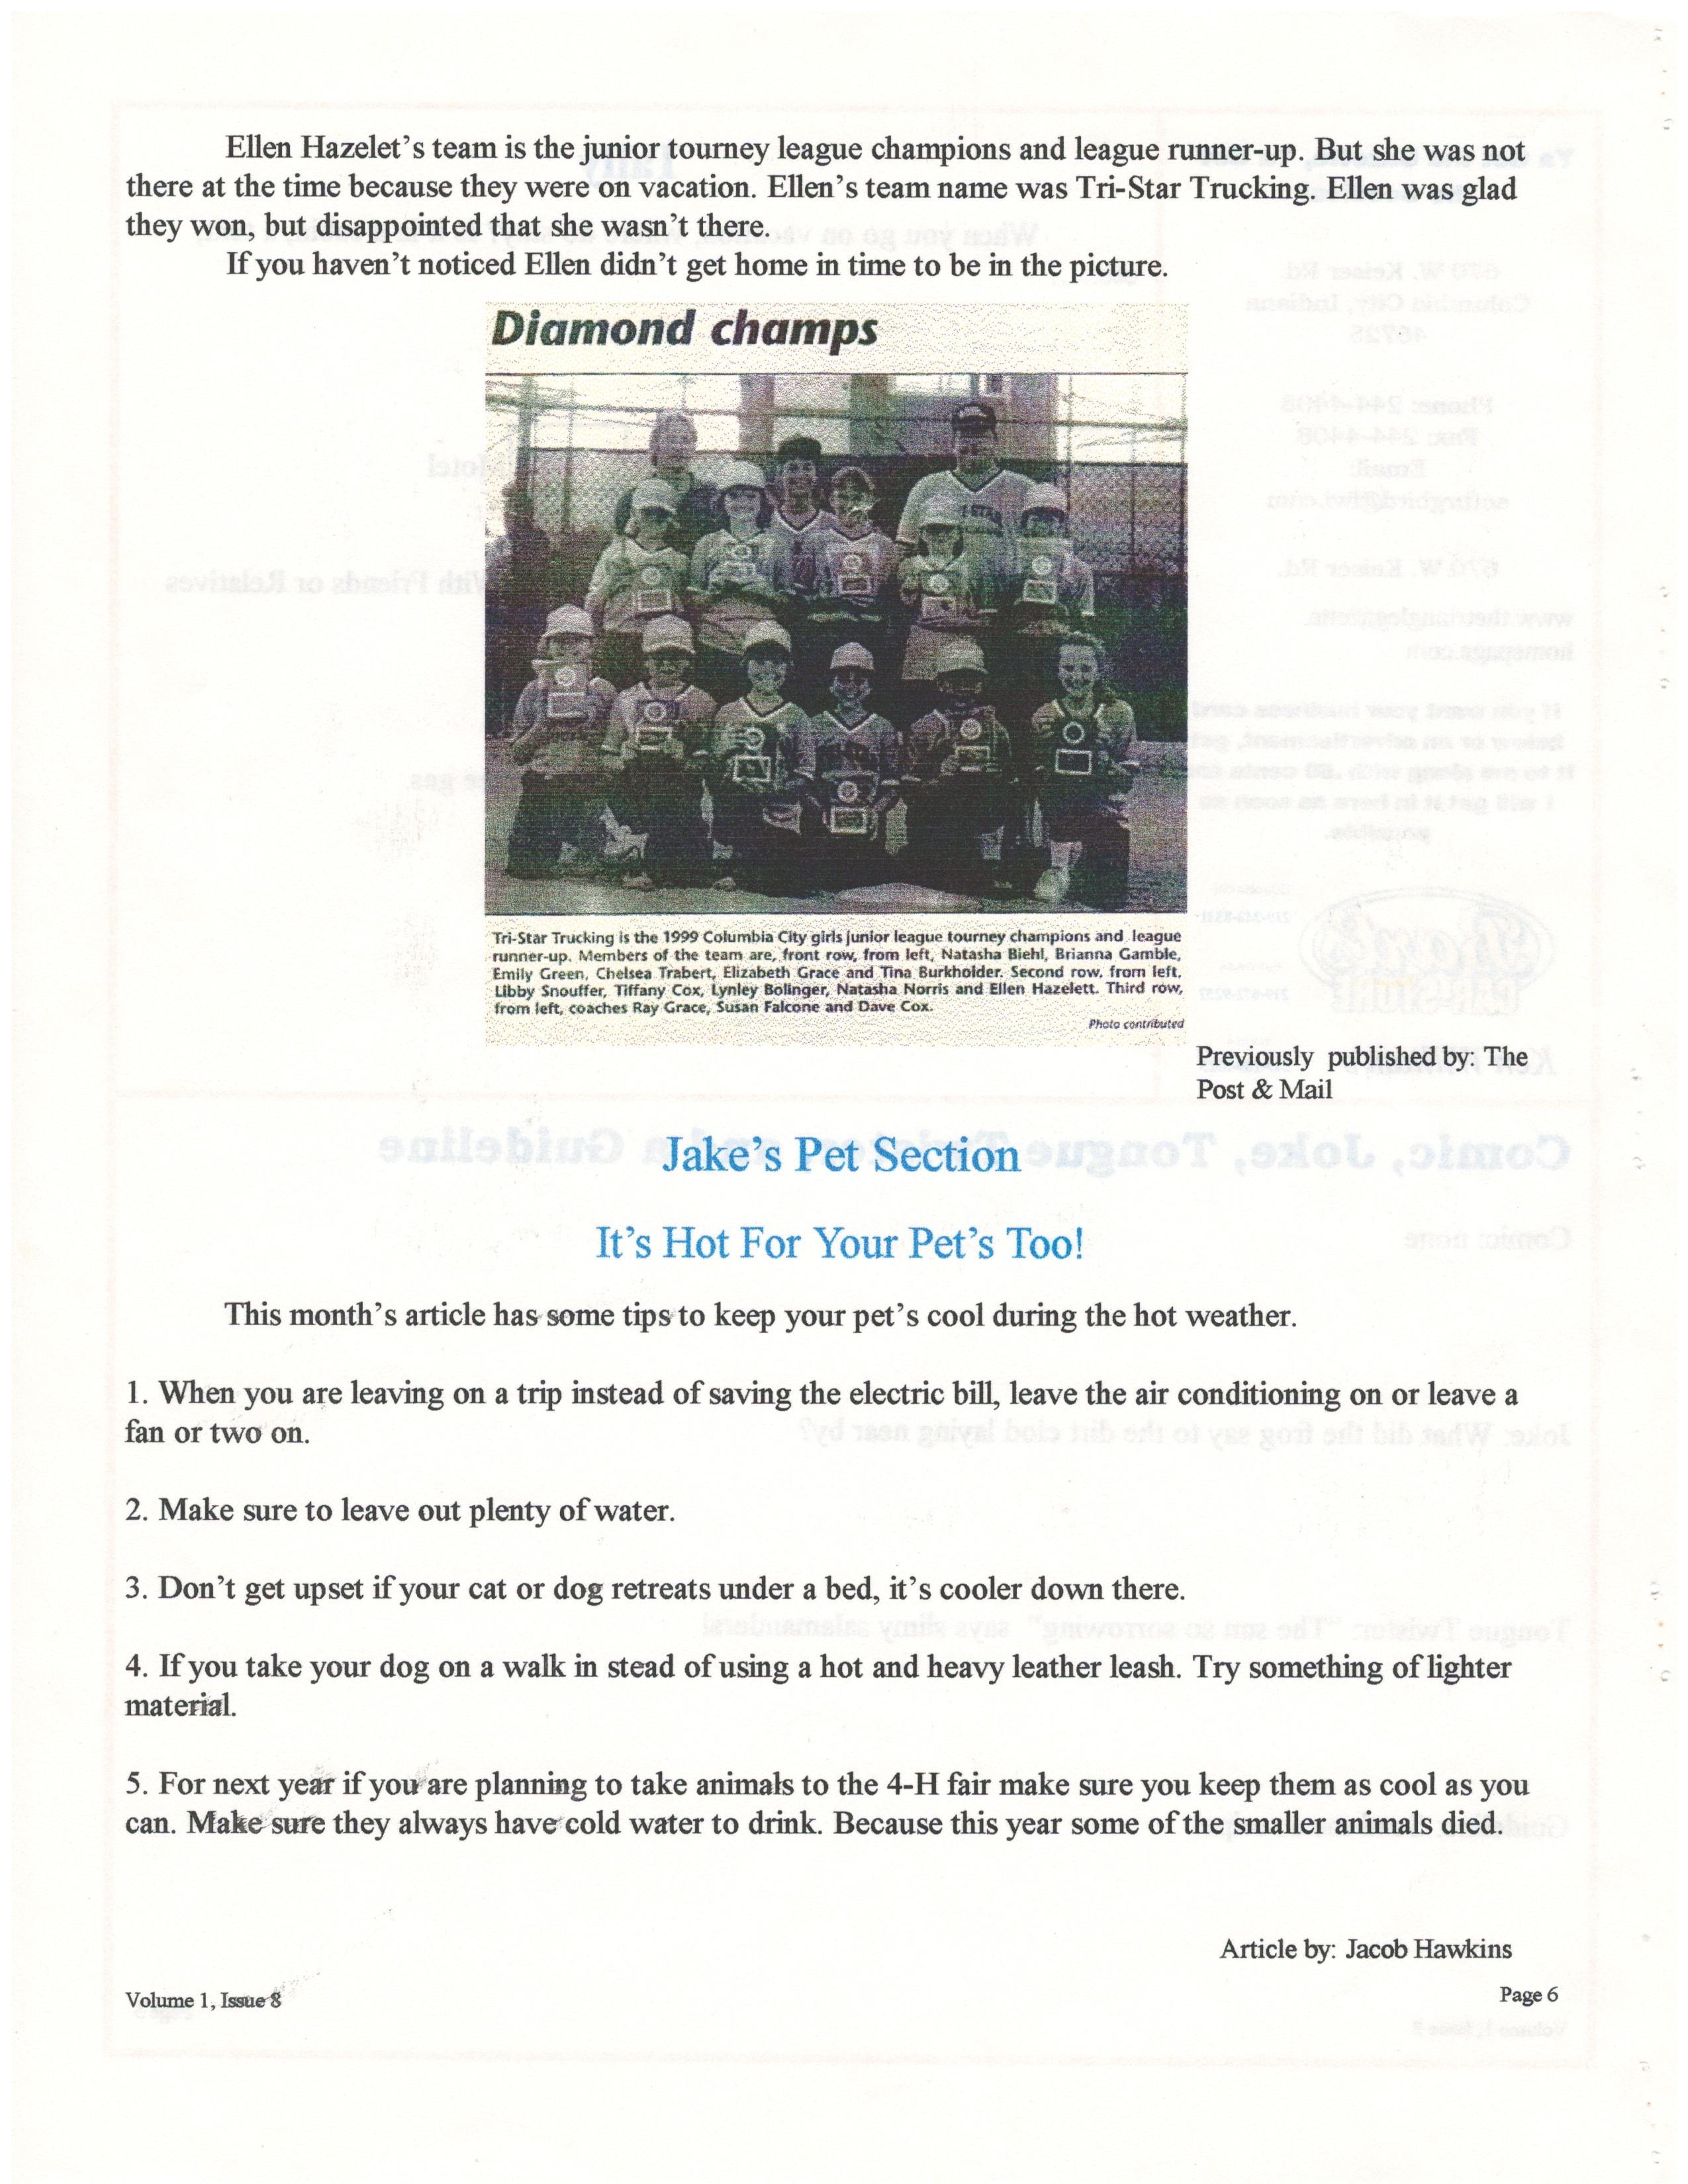 Ellen Hazelet's team is the junior tourney league champions and league runner-up. But she was not
there at the time because they were on vacation. Ellen's team name was Tri-Star Trucking. Ellen was glad
they won, but disappointed that she wasn't there.
If you haven't noticed Ellen didn't get home in time to be in the picture.
Diamond champs
Tri-Star Trucking is the 1999 Columbia City girls junior league tourney champions and league
runner-up. Members of the team are, front row, from left, Natasha Biehl, Brianna Gamble,
Emily Green, Chelsea Trabert, Elizabeth Grace and Tina Burkholder. Second row, from left,
Libby Snouffer, Tiffany Cox, Lynley Bolinger, Natasha Norris and Ellen Hazelett. Third row,
from left, coaches Ray Grace, Susan Falcone and Dave Cox.
Photo contributed
Previously published by: The
Post & Mail
Jake's Pet Section
It's Hot For Your Pet's Too!
This month's article has some tips to keep your pet's cool during the hot weather.
1. When you are leaving on a trip instead of saving the electric bill, leave the air conditioning on or leave a
fan or two on.
2. Make sure to leave out plenty of water.
3. Don't get upset if your cat or dog retreats under a bed, it's cooler down there.
4. If you take your dog on a walk in stead of using a hot and heavy leather leash. Try something of lighter
material.
5. For next year if you are planning to take animals to the 4-H fair make sure you keep them as cool as you
can. Make sure they always have cold water to drink. Because this year some of the smaller animals died.
Article by: Jacob Hawkins
Volume 1, Issue 8
Page 6